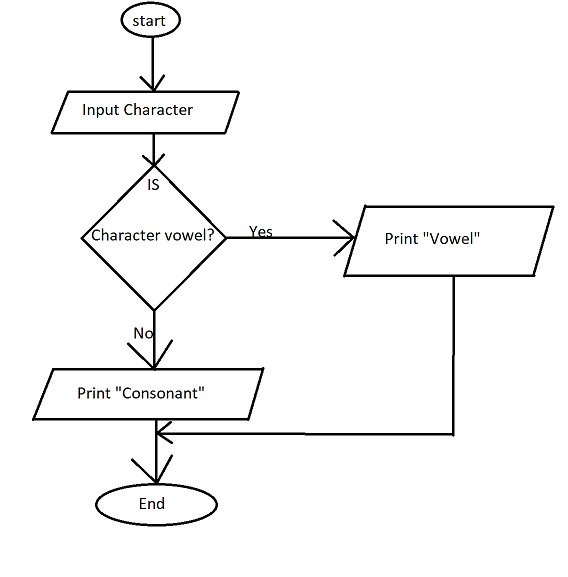 start
Input Character
IS
Character vowel?
Yes
Print "Vowel"
No
Print "Consonant"
End